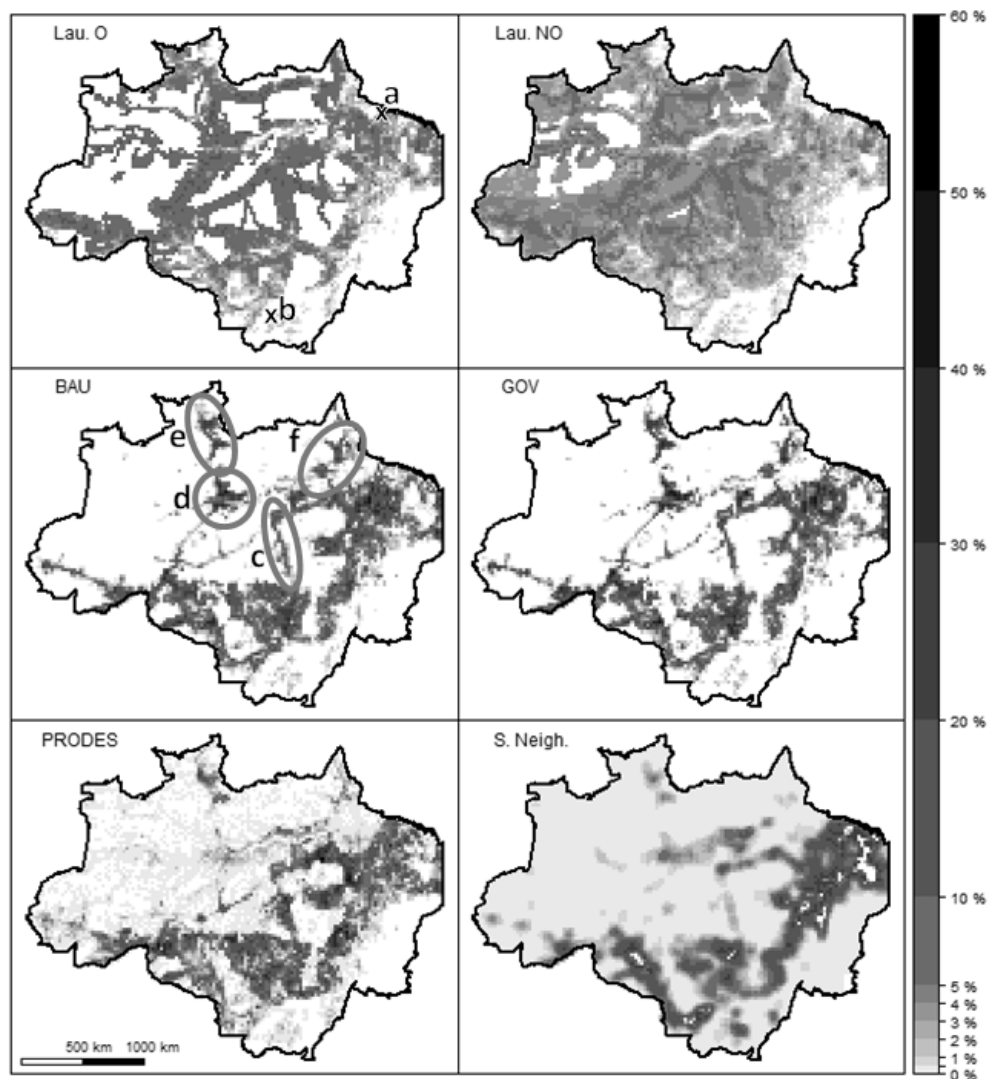 Lau. O
Lau. NO
a
x
xb
BAU
GOV
e
f
d
c
PRODES
S. Neigh.
500 km 1000 km
60 %
50 %
40 %
30 %
20 %
10 %
5 %
4 %
3 %
2 %
1 %
0 %